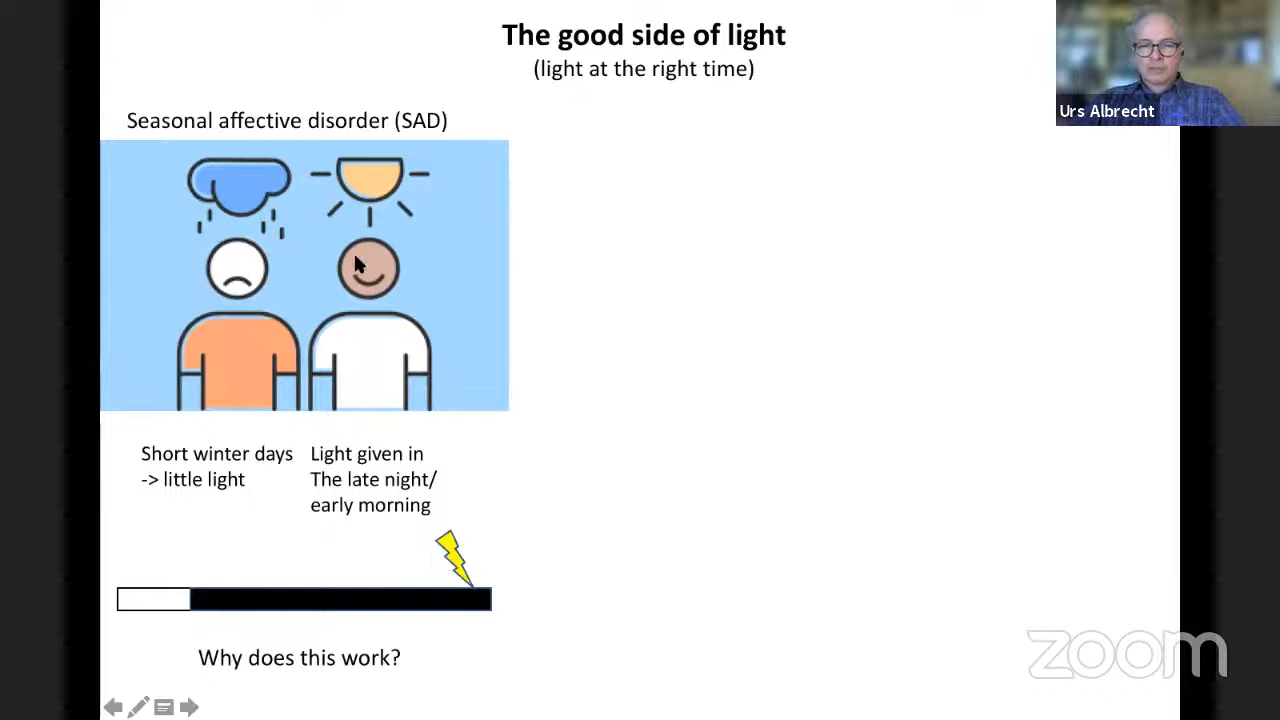 The good side of light
(light at the right time)
Urs Albrecht
Seasonal affective disorder (SAD)
Short winter days
-> little light
Light given in
The late night/
early morning
Why does this work?
zoom